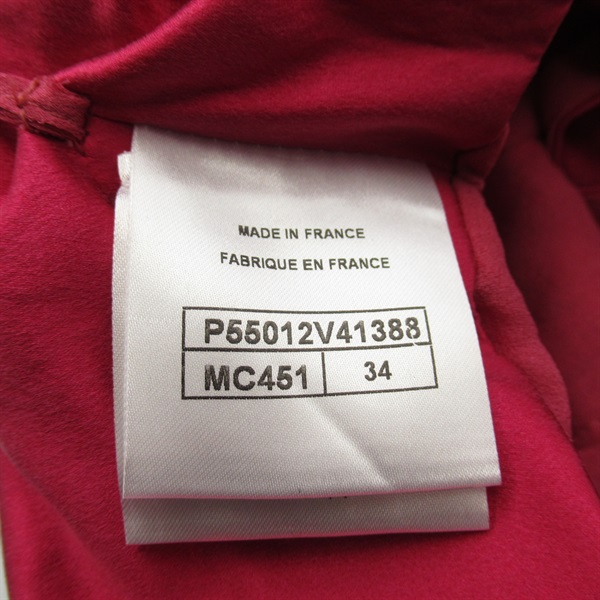 MADE IN FRANCE
FABRIQUE EN FRANCE
P55012V41388
MC451 34